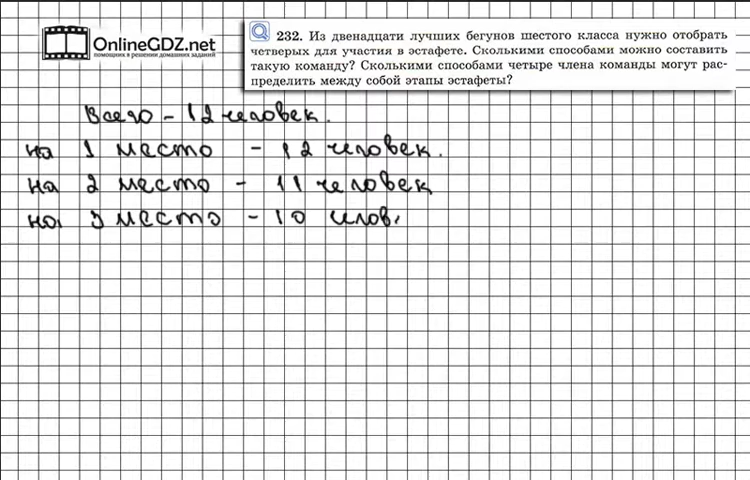 OnlineGDZ.net
помощник в решении домашних заданий
232. Из двенадцати лучших бегунов шестого класса нужно отобрать
четверых для участия в эстафете. Сколькими способами можно составить
такую команду? Сколькими способами четыре члена команды могут рас-
пределить между собой этапы эстафеты?
Всего - 12 человек.
на 1 место - 12 человек.
на 2 место - 11 человек
на 3 место - 10 челов